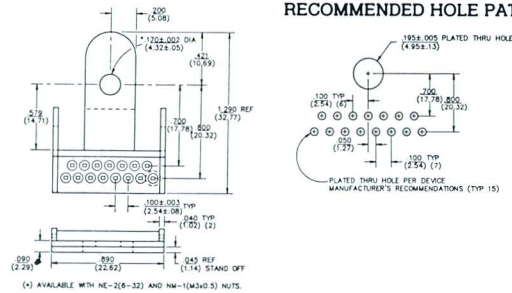 RECOMMENDED HOLE PAT
.200
(5.08)
.170±.002 DIA
(4.32±.05)
.421
(10.69)
.579
(14.71)
.700
(17.78)
.800
(20.32)
1.290 REF
(32.77)
.100±.003 TYP
(2.54±.08)
.040 TYP
(1.02) (2)
.090
(2.29)
.890
(22.62)
.045 REF
(1.14) STAND OFF
(+) AVAILABLE WITH NE-2(6-32) AND NM-1(M3x0.5) NUTS.
.195±.005 PLATED THRU HOLE
(4.95±.13)
.100 TYP
(2.54) (6)
.700
(17.78)
.800
(20.32)
.050
(1.27)
.100 TYP
(2.54) (7)
PLATED THRU HOLE PER DEVICE
MANUFACTURER'S RECOMMENDATIONS (TYP 15)